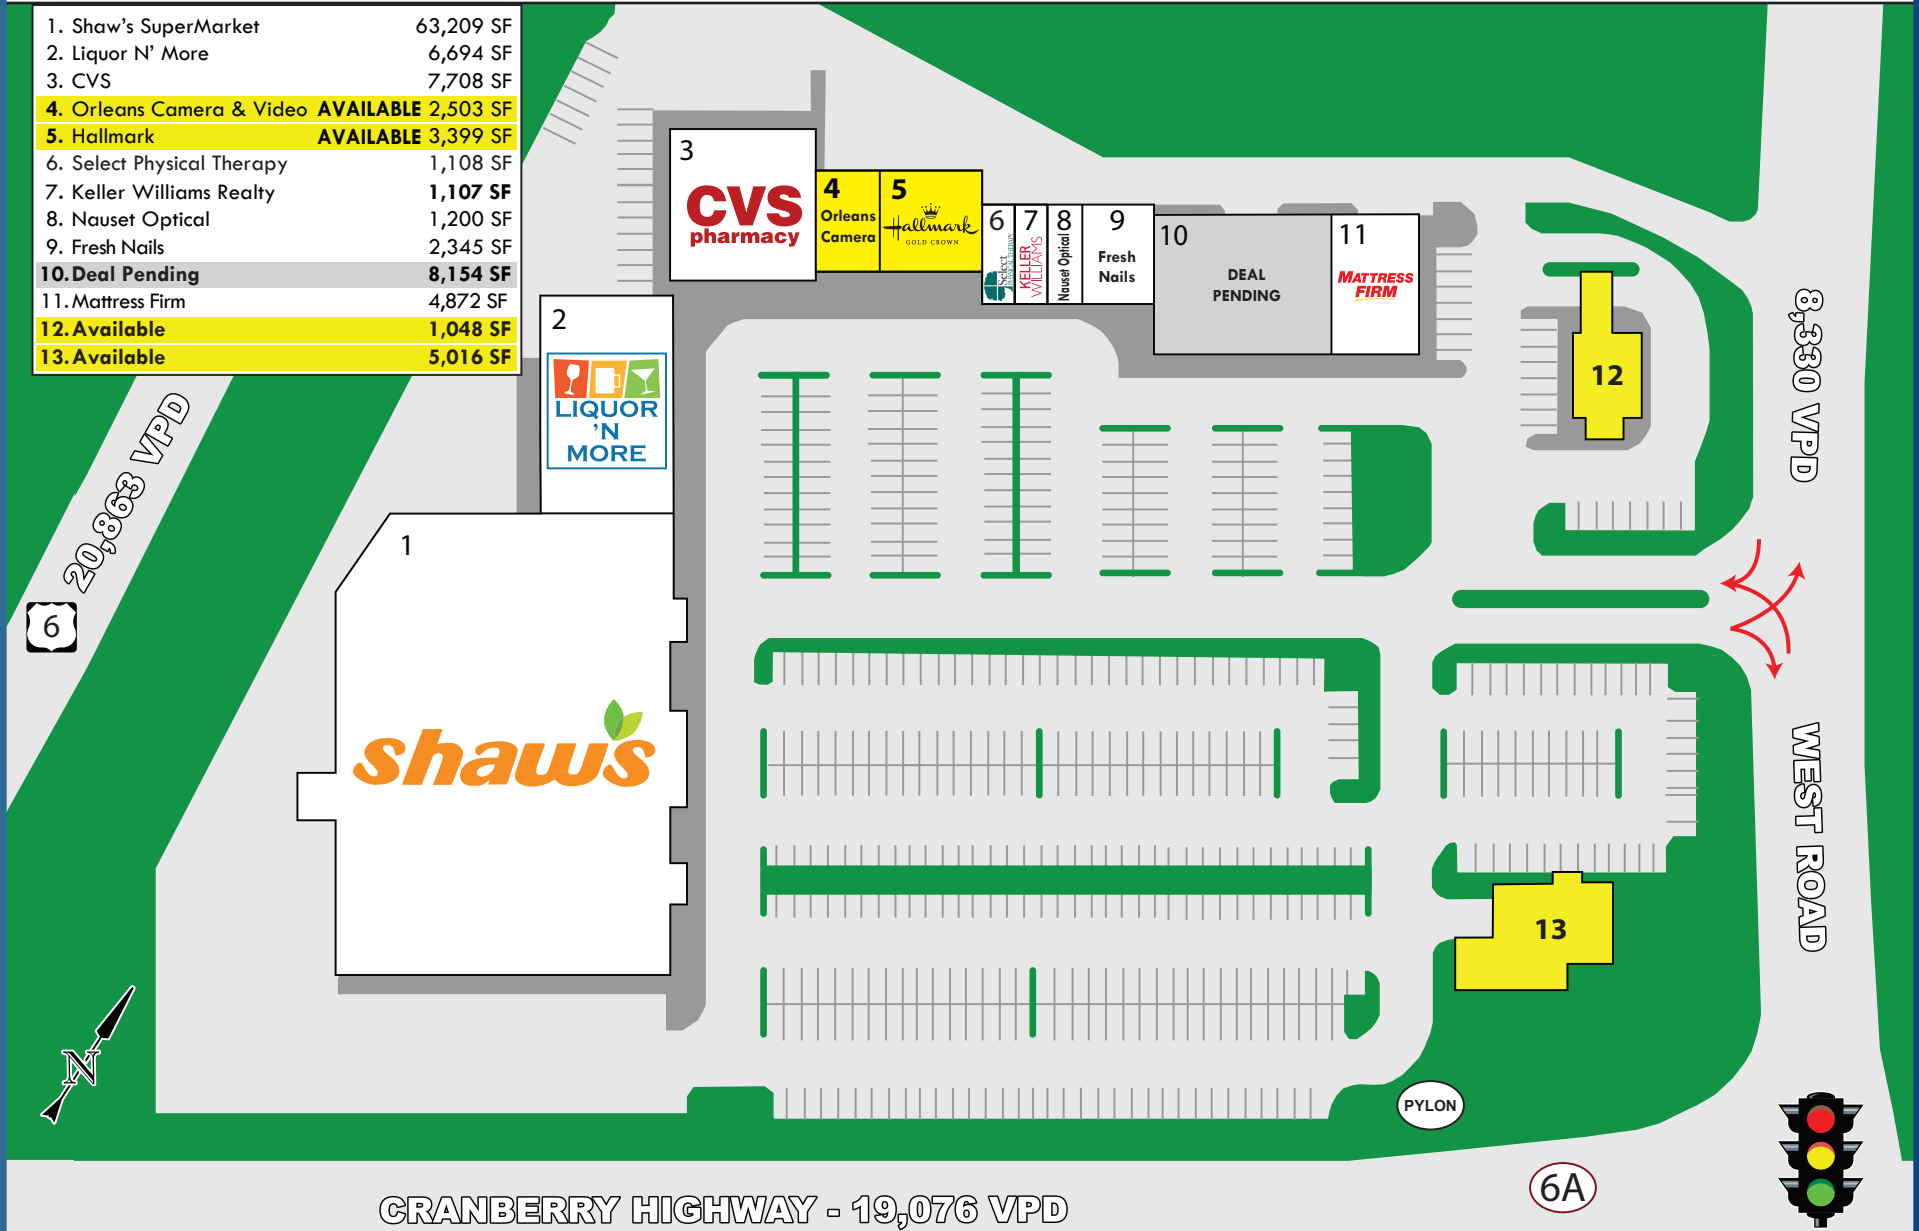 1. Shaw's SuperMarket 63,209 SF
2. Liquor N' More 6,694 SF
3. CVS 7,708 SF
4. Orleans Camera & Video AVAILABLE 2,503 SF
5. Hallmark AVAILABLE 3,399 SF
6. Select Physical Therapy 1,108 SF
7. Keller Williams Realty 1,107 SF
8. Nauset Optical 1,200 SF
9. Fresh Nails 2,345 SF
10. Deal Pending 8,154 SF
11. Mattress Firm 4,872 SF
12. Available 1,048 SF
13. Available 5,016 SF
3
CVS
pharmacy
4
Orleans
Camera
5
Hallmark
GOLD CROWN
6
Select
PHYSICAL THERAPY
7
KELLER
WILLIAMS
8
Nauset Optical
9
Fresh
Nails
10
DEAL
PENDING
11
MATTRESS
FIRM
2
LIQUOR
'N
MORE
12
8,330 VPD
20,863 VPD
6
1
shaw's
WEST ROAD
13
N
PYLON
6A
CRANBERRY HIGHWAY - 19,076 VPD